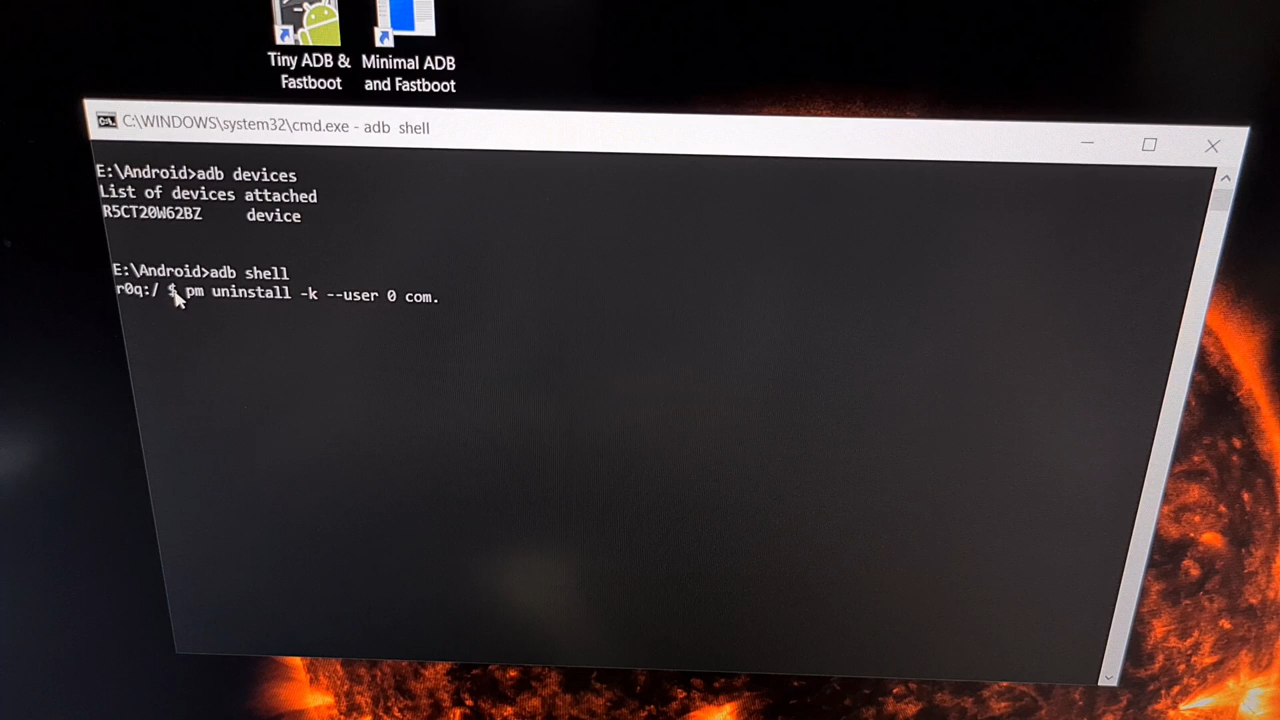 Tiny ADB &
Fastboot
Minimal ADB
and Fastboot
C:\WINDOWS\system32\cmd.exe - adb shell
E:\Android>adb devices
List of devices attached
R5CT20W62BZ device
E:\Android>adb shell
r0q:/ $ pm uninstall -k --user 0 com.